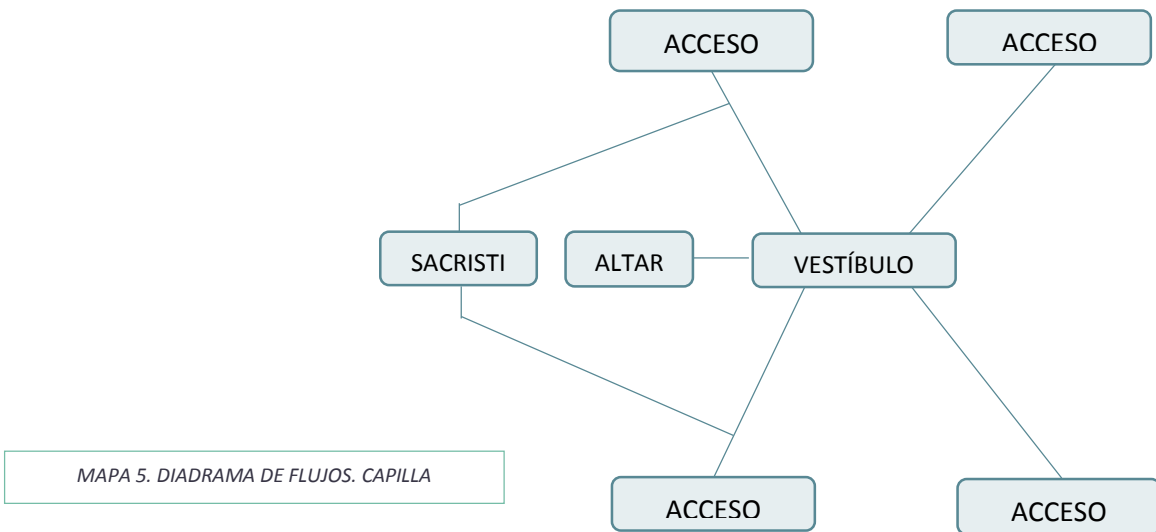 ACCESO
ACCESO
SACRISTI
ALTAR
VESTÍBULO
MAPA 5. DIADRAMA DE FLUJOS. CAPILLA
ACCESO
ACCESO